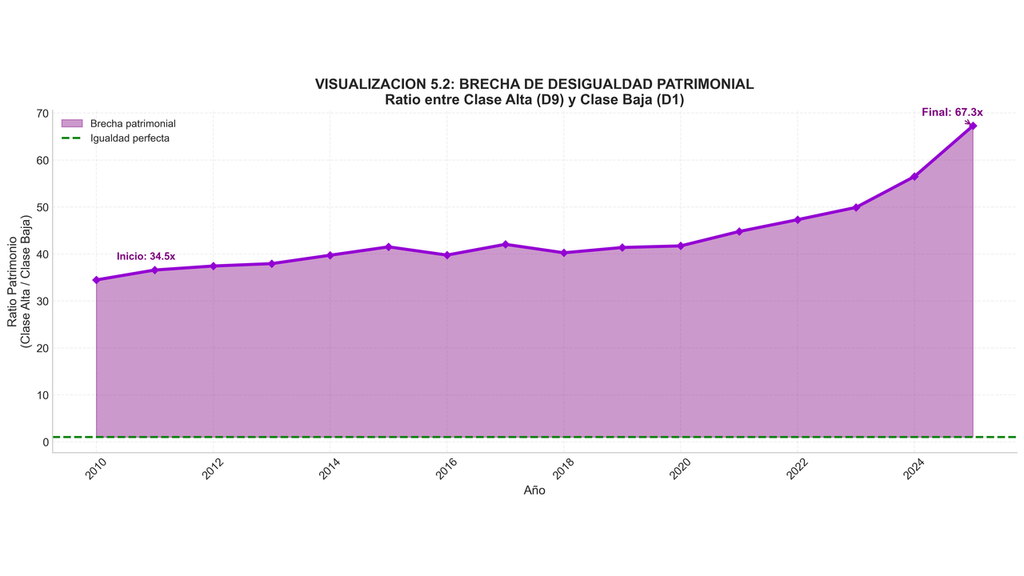 VISUALIZACION 5.2: BRECHA DE DESIGUALDAD PATRIMONIAL
Ratio entre Clase Alta (D9) y Clase Baja (D1)
Brecha patrimonial
Igualdad perfecta
Inicio: 34.5x
Final: 67.3x
Ratio Patrimonio
(Clase Alta / Clase Baja)
70
60
50
40
30
20
10
0
2010
2012
2014
2016
2018
2020
2022
2024
Año